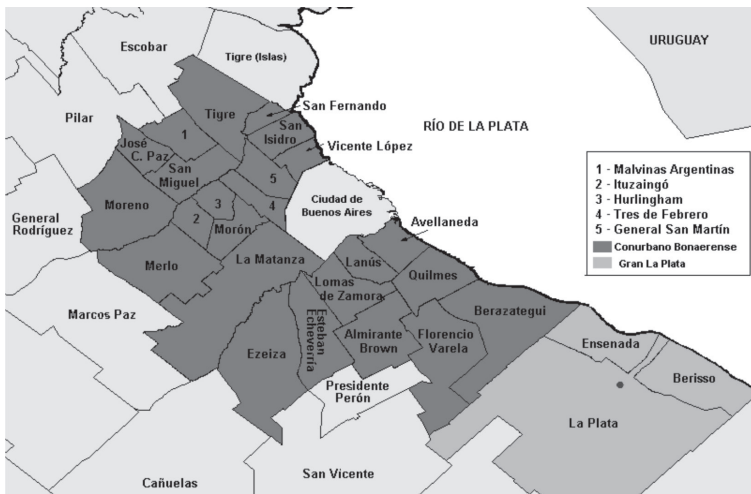 Escobar
Tigre (Islas)
URUGUAY
Pilar
Tigre
San Fernando
San
Isidro
RÍO DE LA PLATA
1
José
C. Paz
Vicente López
San
Miguel
5
1 - Malvinas Argentinas
2 - Ituzaingó
3 - Hurlingham
4 - Tres de Febrero
5 - General San Martín
Conurbano Bonaerense
Gran La Plata
General
Rodríguez
Moreno
2
3
4
Ciudad de
Buenos Aires
Morón
Avellaneda
Merlo
La Matanza
Lanús
Quilmes
Lomas
de Zamora
Marcos Paz
Berazategui
Esteban
Echeverría
Ezeiza
Almirante
Brown
Florencio
Varela
Ensenada
Berisso
Presidente
Perón
La Plata
San Vicente
Cañuelas